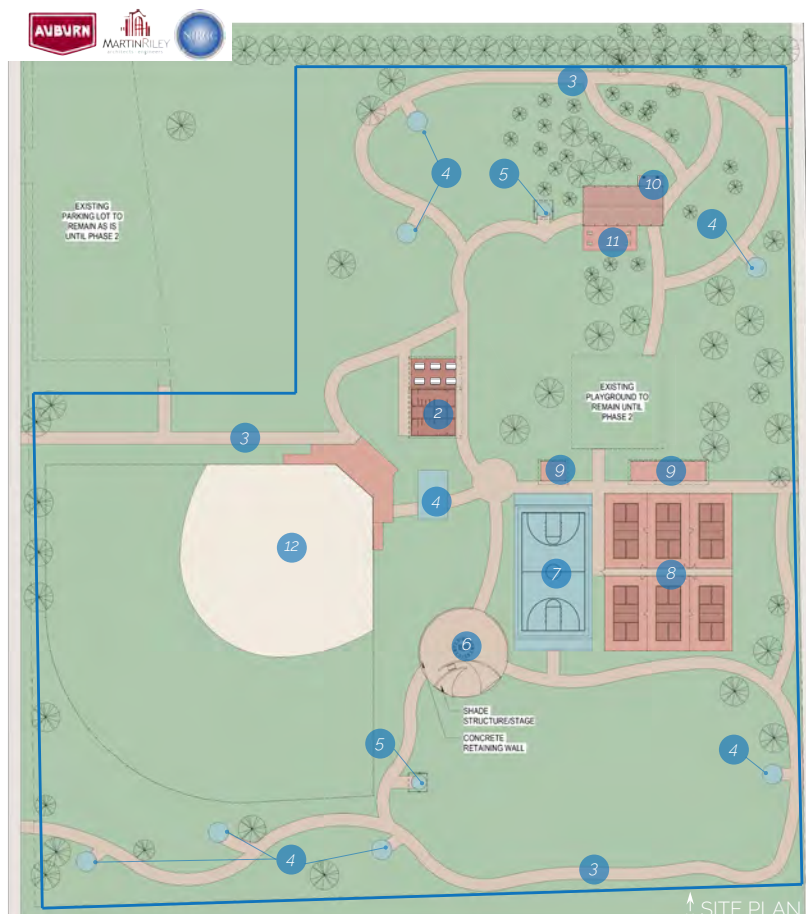 AUBURN
MARTINRILEY
architects · engineers
3
4
5
10
11
4
EXISTING
PARKING LOT TO
REMAIN AS IS
UNTIL PHASE 2
2
EXISTING
PLAYGROUND TO
REMAIN UNTIL
PHASE 2
3
9
9
4
12
7
8
6
SHADE
STRUCTURE/STAGE
CONCRETE
RETAINING WALL
5
4
4
3
SITE PLAN